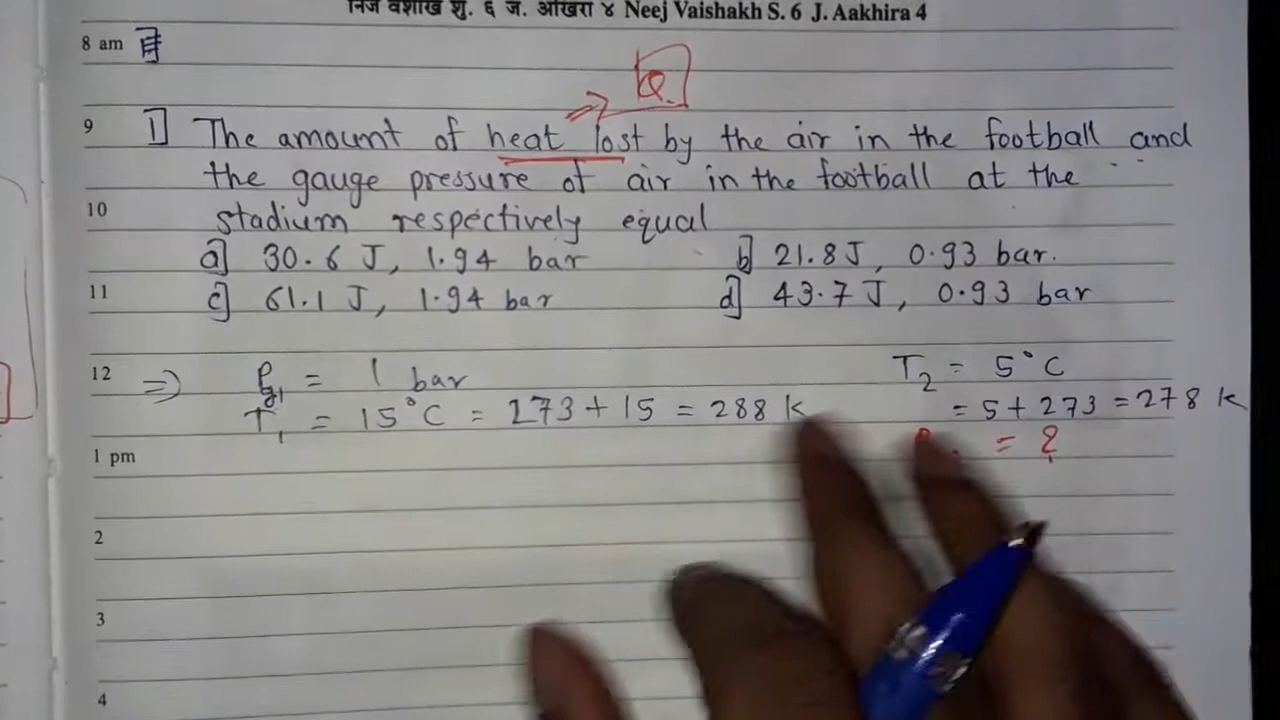 निज वैशाख शु. ६ ज. आखिरा ४ Neej Vaishakh S. 6 J. Aakhira 4
8 am
Q
9 1] The amount of heat lost by the air in the football and
the gauge pressure of air in the football at the
10 stadium respectively equal
a] 30.6 J, 1.94 bar b] 21.8 J, 0.93 bar.
11 c] 61.1 J, 1.94 bar d] 43.7 J, 0.93 bar
12 => Pg1 = 1 bar T2 = 5°C
T1 = 15°C = 273 + 15 = 288 K = 5 + 273 = 278 K
1 pm = ?
2
3
4